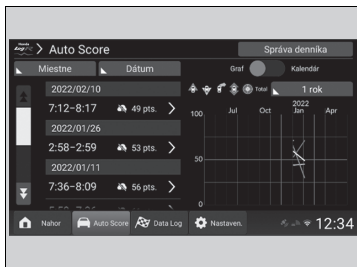 Honda
LogR > Auto Score
Správa denníka
Miestne
Dátum
Graf
Kalendár
2022/02/10
7:12-8:17 49 pts. >
2022/01/26
2:58-2:59 53 pts. >
2022/01/11
7:36-8:09 56 pts. >
Total
1 rok
2022
Jul Oct Jan Apr
100
50
0
Nahor
Auto Score
Data Log
Nastaven.
12:34